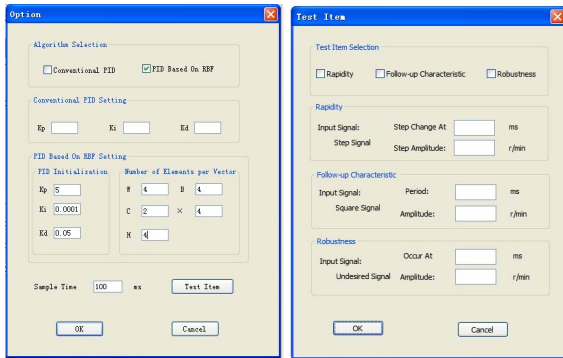 Option
Algorithm Selection
Conventional PID PID Based On RBF
Conventional PID Setting
Kp Ki Kd
PID Based On RBF Setting
PID Initialization Number of Elements per Vector
Kp 5 W 4 B 4
Ki 0.0001 C 2 × 4
Kd 0.05 H 4
Sample Time 100 ms Test Item
OK Cancel
Test Item
Test Item Selection
Rapidity Follow-up Characteristic Robustness
Rapidity
Input Signal: Step Change At ms
Step Signal Step Amplitude: r/min
Follow-up Characteristic
Input Signal: Period: ms
Square Signal Amplitude: r/min
Robustness
Input Signal: Occur At ms
Undesired Signal Amplitude: r/min
OK Cancel